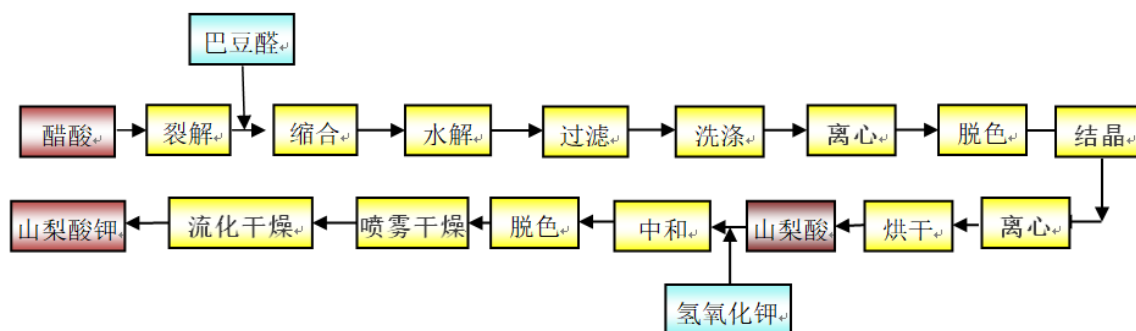 巴豆醛
醋酸 裂解 缩合 水解 过滤 洗涤 离心 脱色 结晶
山梨酸钾 流化干燥 喷雾干燥 脱色 中和 山梨酸 烘干 离心
氢氧化钾